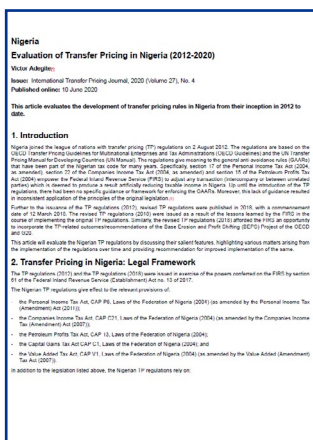 Nigeria
Evaluation of Transfer Pricing in Nigeria (2012-2020)
Victor Adegite
Issue: International Transfer Pricing Journal, 2020 (Volume 27), No. 4
Published online: 10 June 2020
This article evaluates the development of transfer pricing rules in Nigeria from their inception in 2012 to
date.
1. Introduction
Nigeria joined the league of nations with transfer pricing (TP) regulations on 2 August 2012. The regulations are based on the
OECD Transfer Pricing Guidelines for Multinational Enterprises and Tax Administrations (OECD Guidelines) and the UN Transfer
Pricing Manual for Developing Countries (UN Manual). The regulations give meaning to the general anti-avoidance rules (GAARs)
that have been part of the Nigerian tax code for many years. Specifically, section 17 of the Personal Income Tax Act (2004,
as amended); section 22 of the Companies Income Tax Act (2004, as amended) and section 15 of the Petroleum Profits Tax
Act (2004) empower the Federal Inland Revenue Service (FIRS) to adjust any transaction (intercompany or between unrelated
parties) which is deemed to produce a result artificially reducing taxable income in Nigeria. Up until the introduction of the TP
regulations, there had been no specific guidance or framework for enforcing the GAARs. Moreover, this lack of guidance resulted
in inconsistent application of the principles of the original legislation.
Further to the issuance of the TP regulations (2012), revised TP regulations were published in 2018, with a commencement
date of 12 March 2018. The revised TP regulations (2018) were issued as a result of the lessons learned by the FIRS in the
course of implementing the original TP regulations. Similarly, the revised TP regulations (2018) afforded the FIRS an opportunity
to incorporate the TP-related outcomes/recommendations of the Base Erosion and Profit Shifting (BEPS) Project of the OECD
and G20.
This article will evaluate the Nigerian TP regulations by discussing their salient features, highlighting various matters arising from
the implementation of the regulations over time and providing recommendation for improved implementation of the same.
2. Transfer Pricing in Nigeria: Legal Framework
The TP regulations (2012) and the TP regulations (2018) were issued in exercise of the powers conferred on the FIRS by section
61 of the Federal Inland Revenue Service (Establishment) Act no. 13 of 2017.
The Nigerian TP regulations give effect to the relevant provisions of:
- the Personal Income Tax Act, CAP P8, Laws of the Federation of Nigeria (2004) (as amended by the Personal Income Tax
(Amendment) Act (2011));
- the Companies Income Tax Act, CAP C21, Laws of the Federation of Nigeria (2004) (as amended by the Companies Income
Tax (Amendment) Act (2007));
- the Petroleum Profits Tax Act, CAP 13, Laws of the Federation of Nigeria (2004);
- the Capital Gains Tax Act CAP C1, Laws of the Federation of Nigeria (2004); and
- the Value Added Tax Act, CAP V1, Laws of the Federation of Nigeria (2004) (as amended by the Value Added (Amendment)
Tax Act (2007)).
In addition to the legislation listed above, the Nigerian TP regulations rely on: